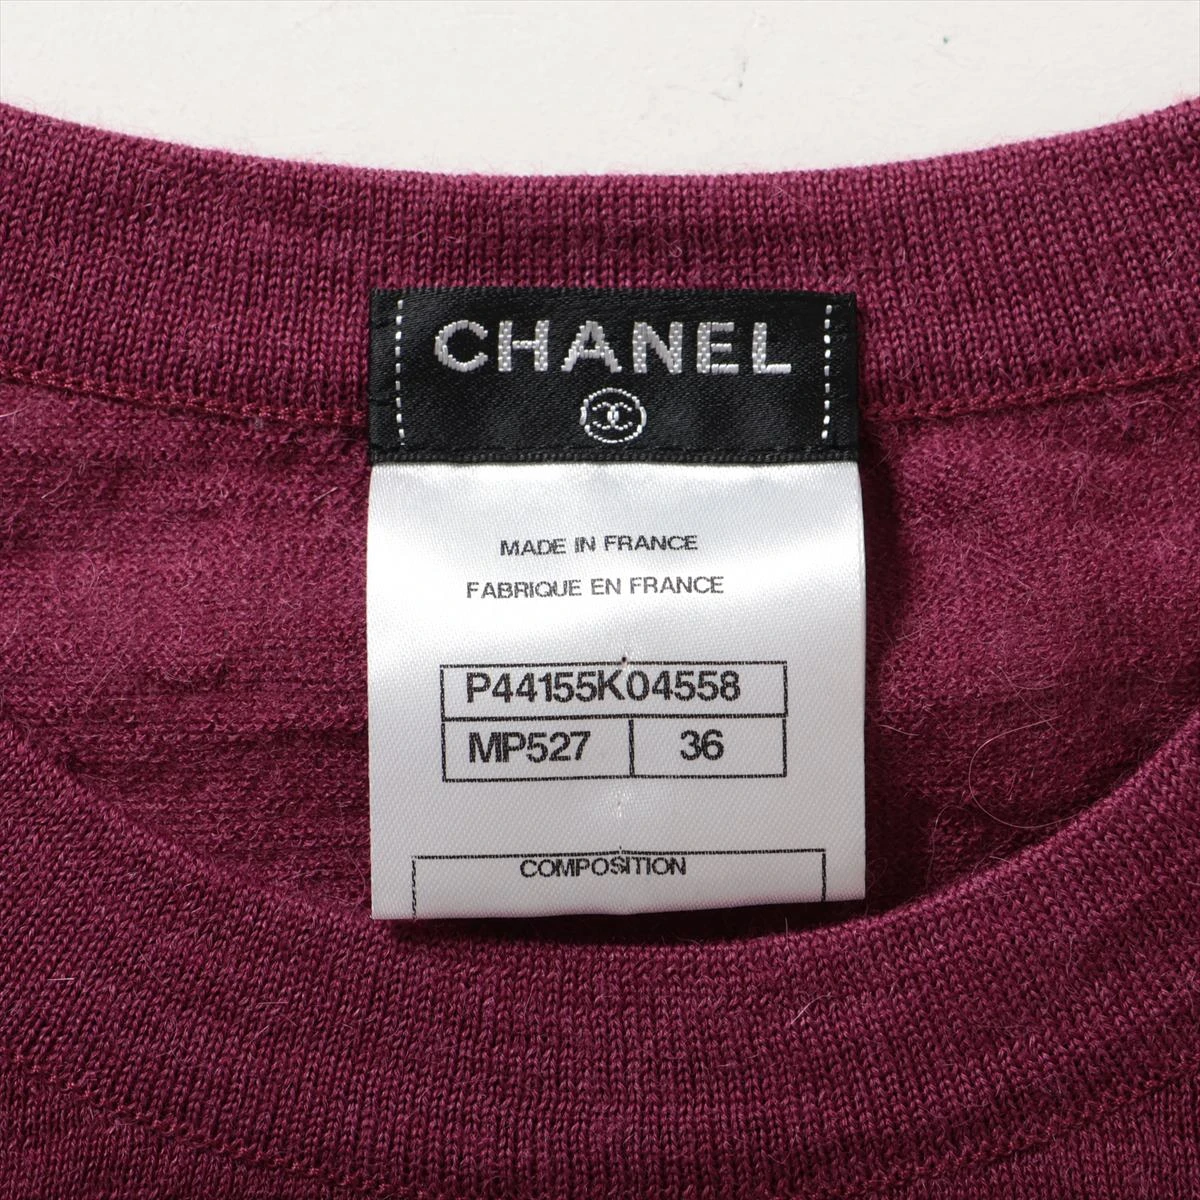 CHANEL
MADE IN FRANCE
FABRIQUE EN FRANCE
P44155K04558
MP527 36
COMPOSITION